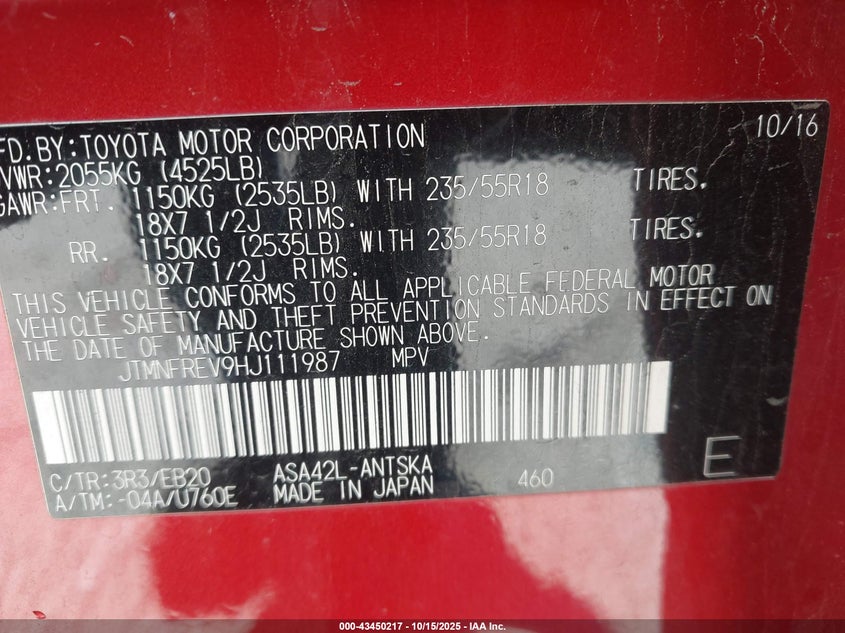 FD.BY:TOYOTA MOTOR CORPORATION 10/16
VWR:2055KG (4525LB)
GAWR:FRT. 1150KG (2535LB) WITH 235/55R18 TIRES.
18X7 1/2J RIMS.
RR. 1150KG (2535LB) WITH 235/55R18 TIRES.
18X7 1/2J RIMS.
THIS VEHICLE CONFORMS TO ALL APPLICABLE FEDERAL MOTOR
VEHICLE SAFETY AND THEFT PREVENTION STANDARDS IN EFFECT ON
THE DATE OF MANUFACTURE SHOWN ABOVE.
JTMNFREV9HJ111987 MPV
C/TR:3R3/EB20 ASA42L-ANTSKA
A/TM:-04A/U760E MADE IN JAPAN 460 E
000-43450217 - 10/15/2025 - IAA Inc.